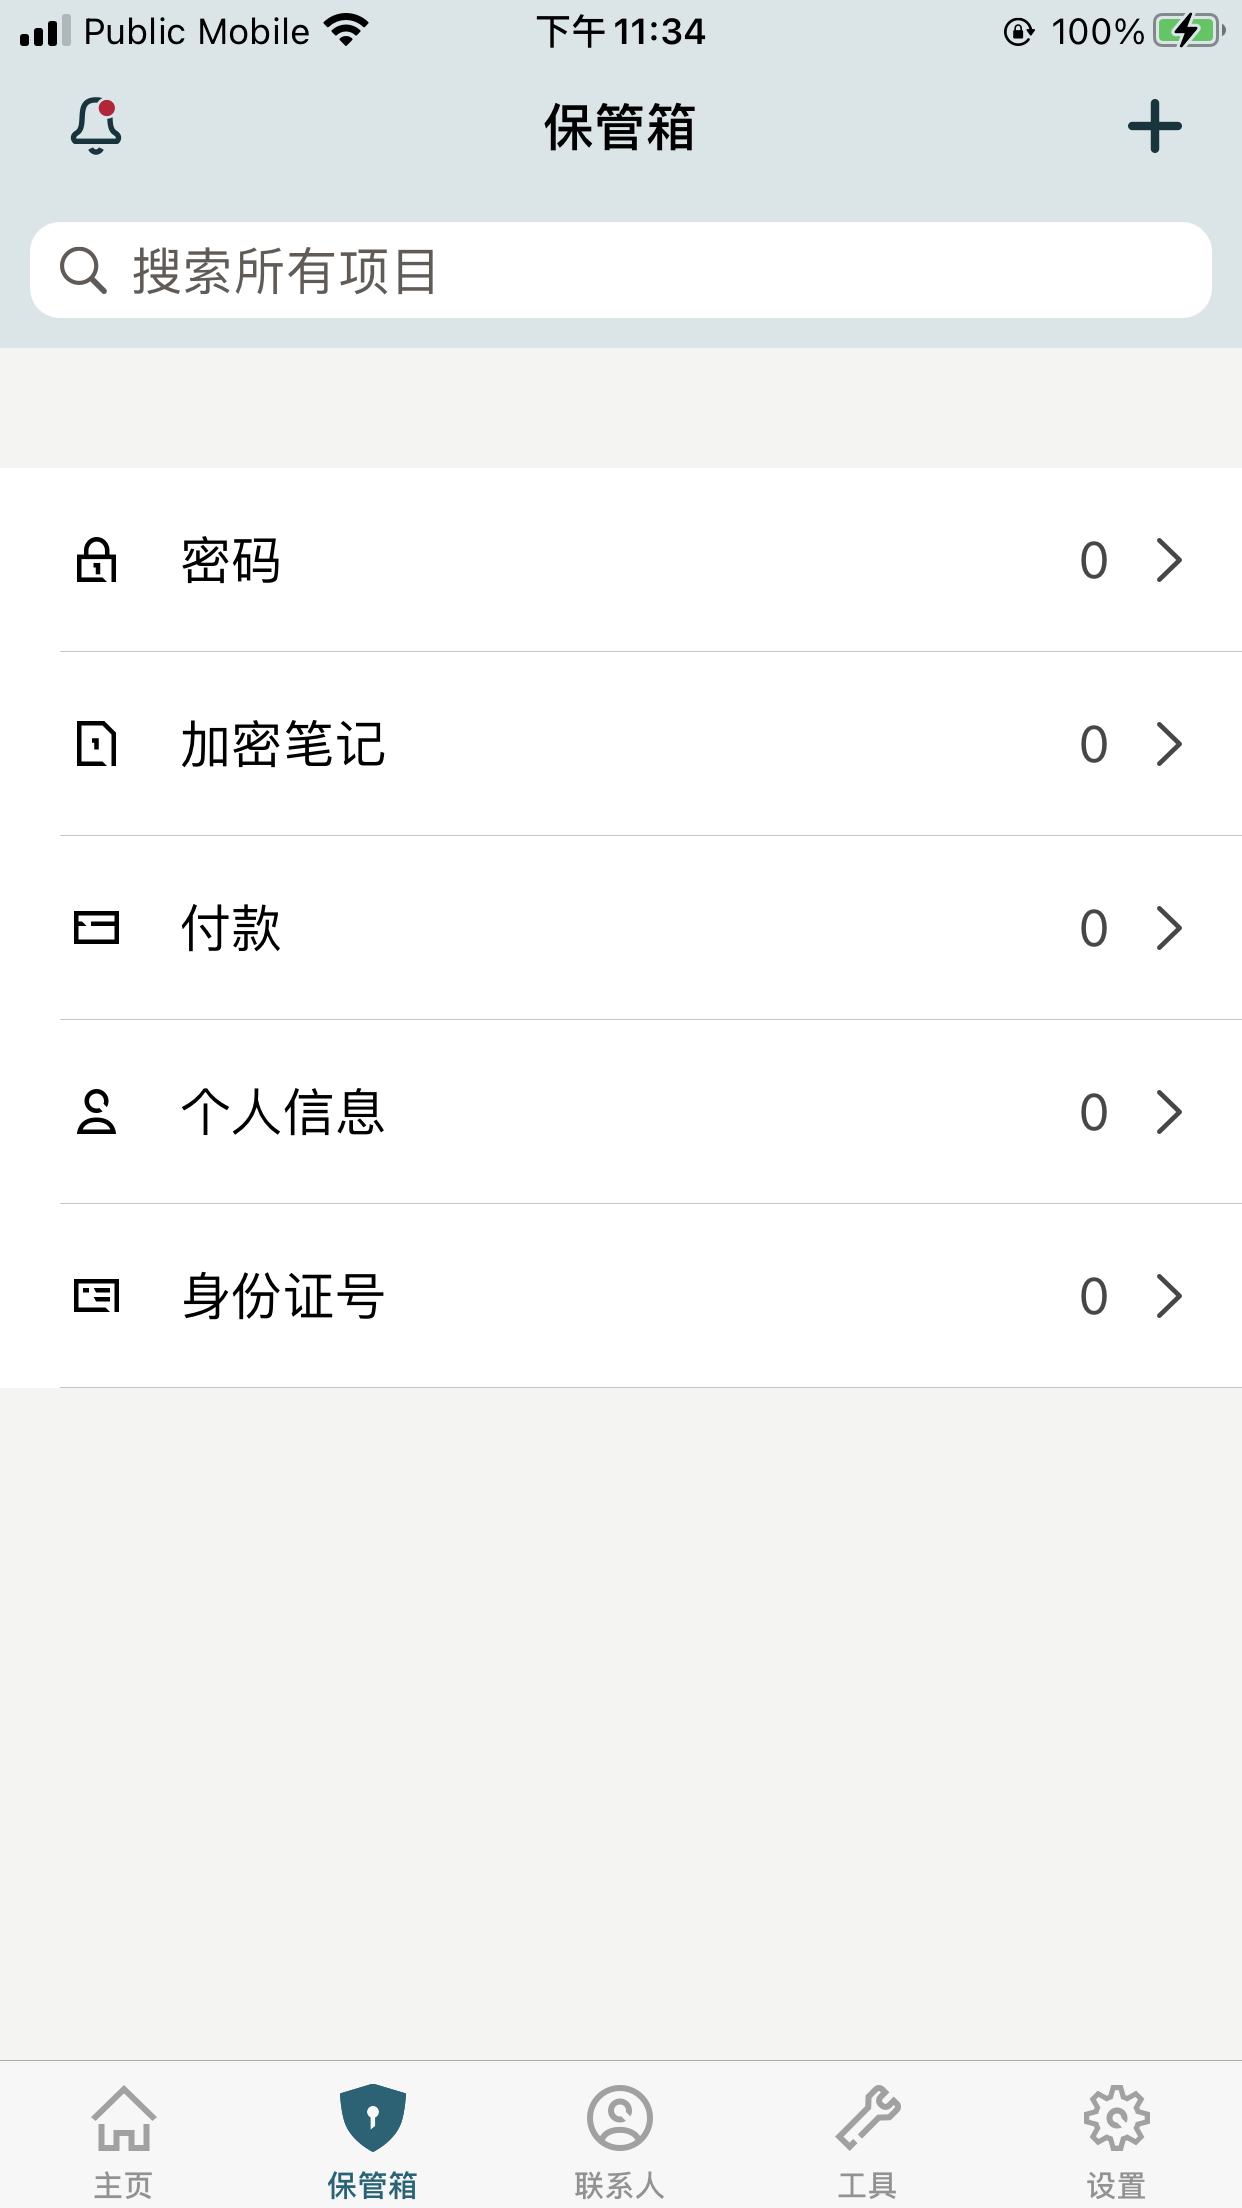 Public Mobile 下午 11:34 100%
保管箱
搜索所有项目
密码 0
加密笔记 0
付款 0
个人信息 0
身份证号 0
主页 保管箱 联系人 工具 设置